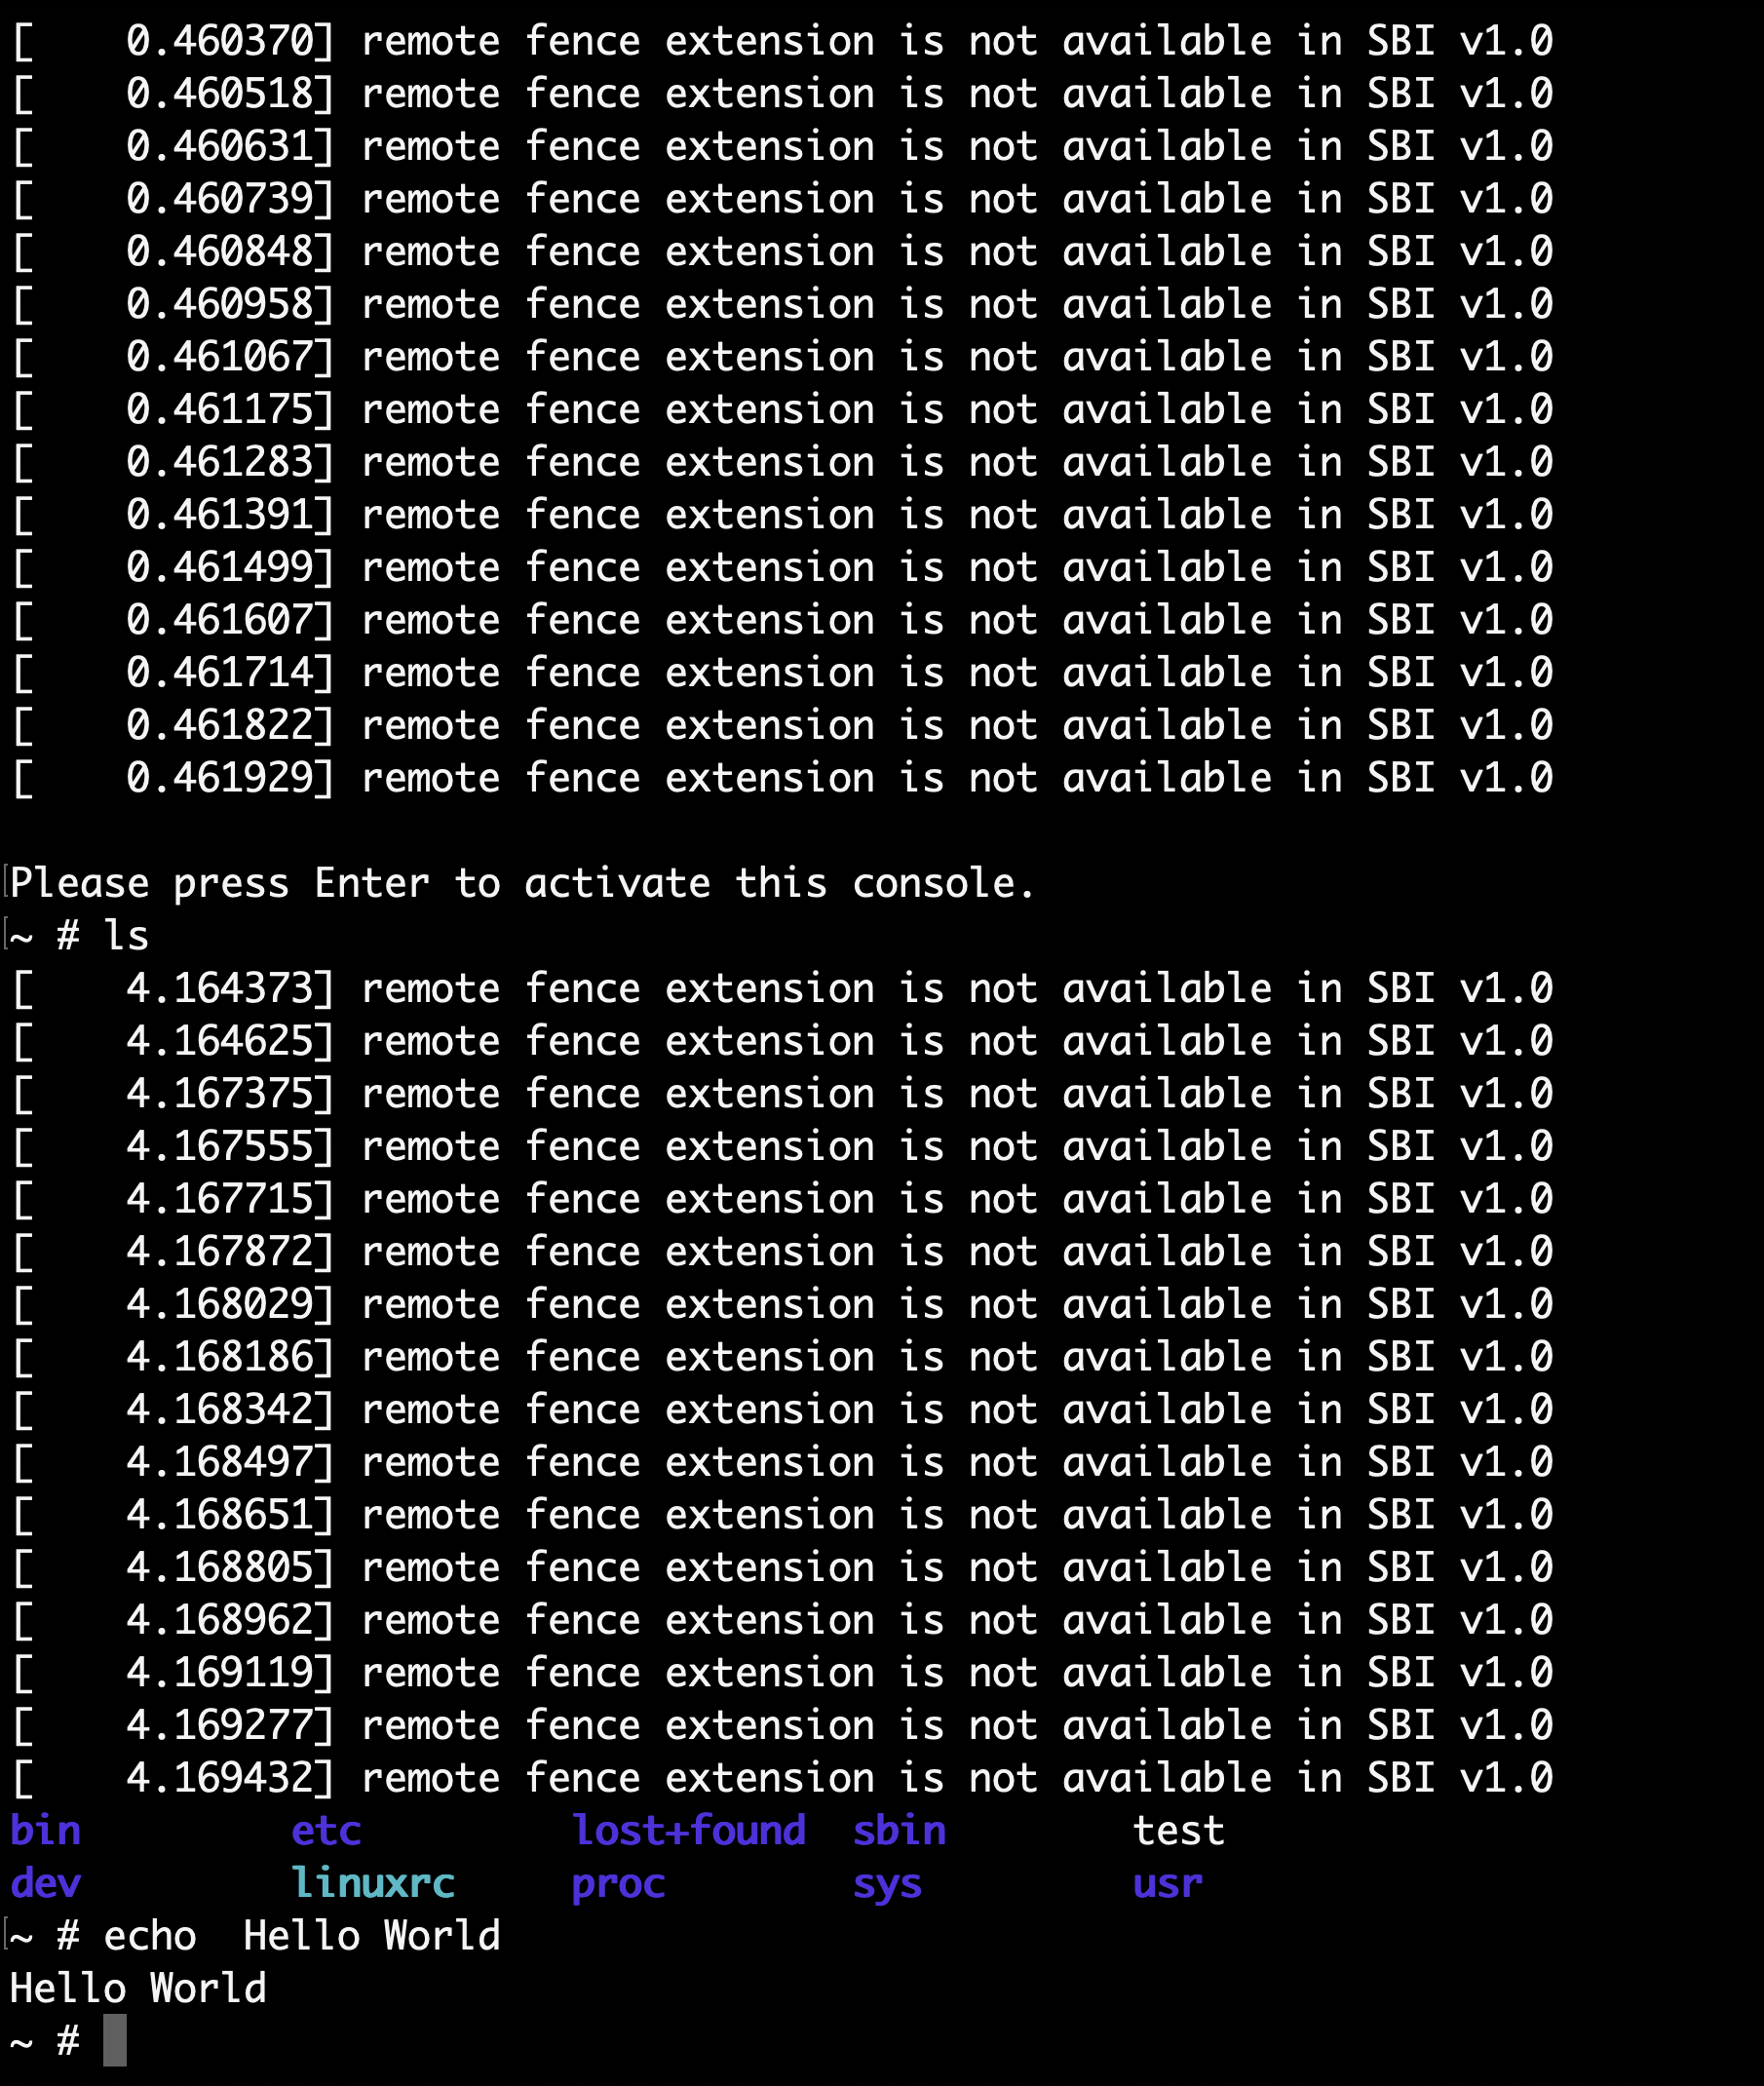 [    0.460370] remote fence extension is not available in SBI v1.0
[    0.460518] remote fence extension is not available in SBI v1.0
[    0.460631] remote fence extension is not available in SBI v1.0
[    0.460739] remote fence extension is not available in SBI v1.0
[    0.460848] remote fence extension is not available in SBI v1.0
[    0.460958] remote fence extension is not available in SBI v1.0
[    0.461067] remote fence extension is not available in SBI v1.0
[    0.461175] remote fence extension is not available in SBI v1.0
[    0.461283] remote fence extension is not available in SBI v1.0
[    0.461391] remote fence extension is not available in SBI v1.0
[    0.461499] remote fence extension is not available in SBI v1.0
[    0.461607] remote fence extension is not available in SBI v1.0
[    0.461714] remote fence extension is not available in SBI v1.0
[    0.461822] remote fence extension is not available in SBI v1.0
[    0.461929] remote fence extension is not available in SBI v1.0

Please press Enter to activate this console.
~ # ls
[    4.164373] remote fence extension is not available in SBI v1.0
[    4.164625] remote fence extension is not available in SBI v1.0
[    4.167375] remote fence extension is not available in SBI v1.0
[    4.167555] remote fence extension is not available in SBI v1.0
[    4.167715] remote fence extension is not available in SBI v1.0
[    4.167872] remote fence extension is not available in SBI v1.0
[    4.168029] remote fence extension is not available in SBI v1.0
[    4.168186] remote fence extension is not available in SBI v1.0
[    4.168342] remote fence extension is not available in SBI v1.0
[    4.168497] remote fence extension is not available in SBI v1.0
[    4.168651] remote fence extension is not available in SBI v1.0
[    4.168805] remote fence extension is not available in SBI v1.0
[    4.168962] remote fence extension is not available in SBI v1.0
[    4.169119] remote fence extension is not available in SBI v1.0
[    4.169277] remote fence extension is not available in SBI v1.0
[    4.169432] remote fence extension is not available in SBI v1.0
bin         etc         lost+found  sbin        test
dev         linuxrc     proc        sys         usr
~ # echo  Hello World
Hello World
~ #